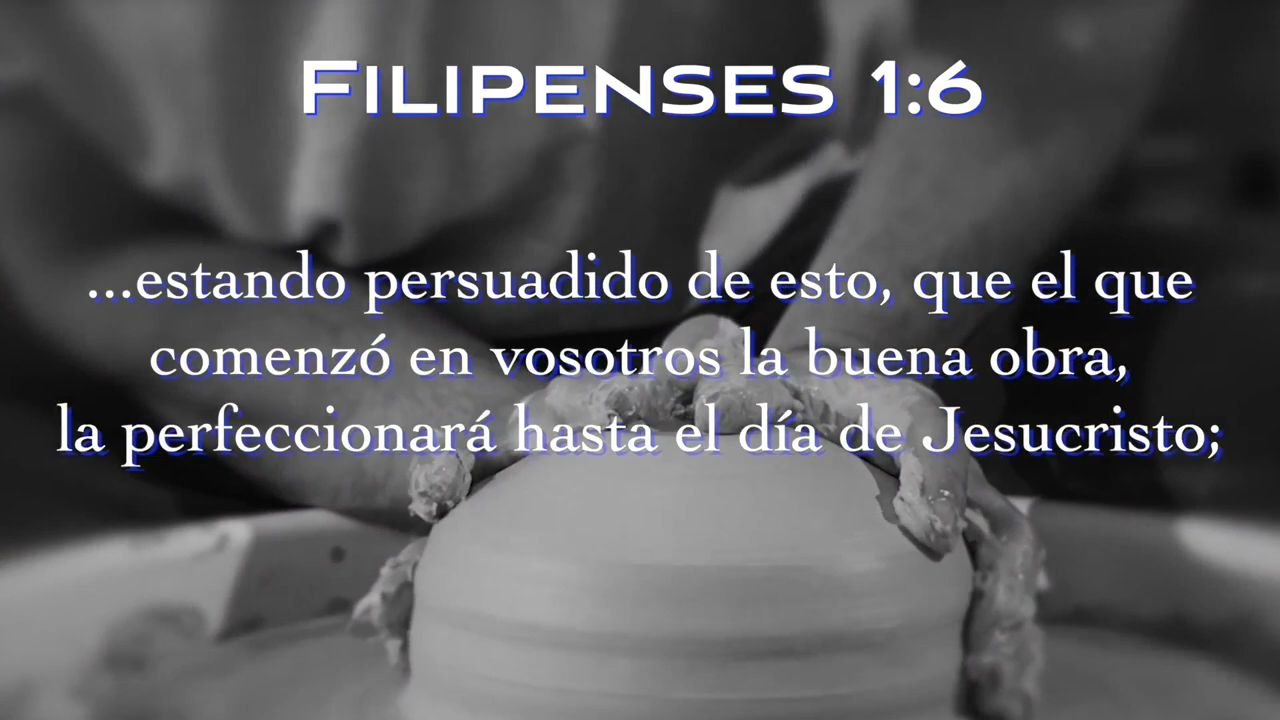 FILIPENSES 1:6
...estando persuadido de esto, que el que
comenzó en vosotros la buena obra,
la perfeccionará hasta el día de Jesucristo;